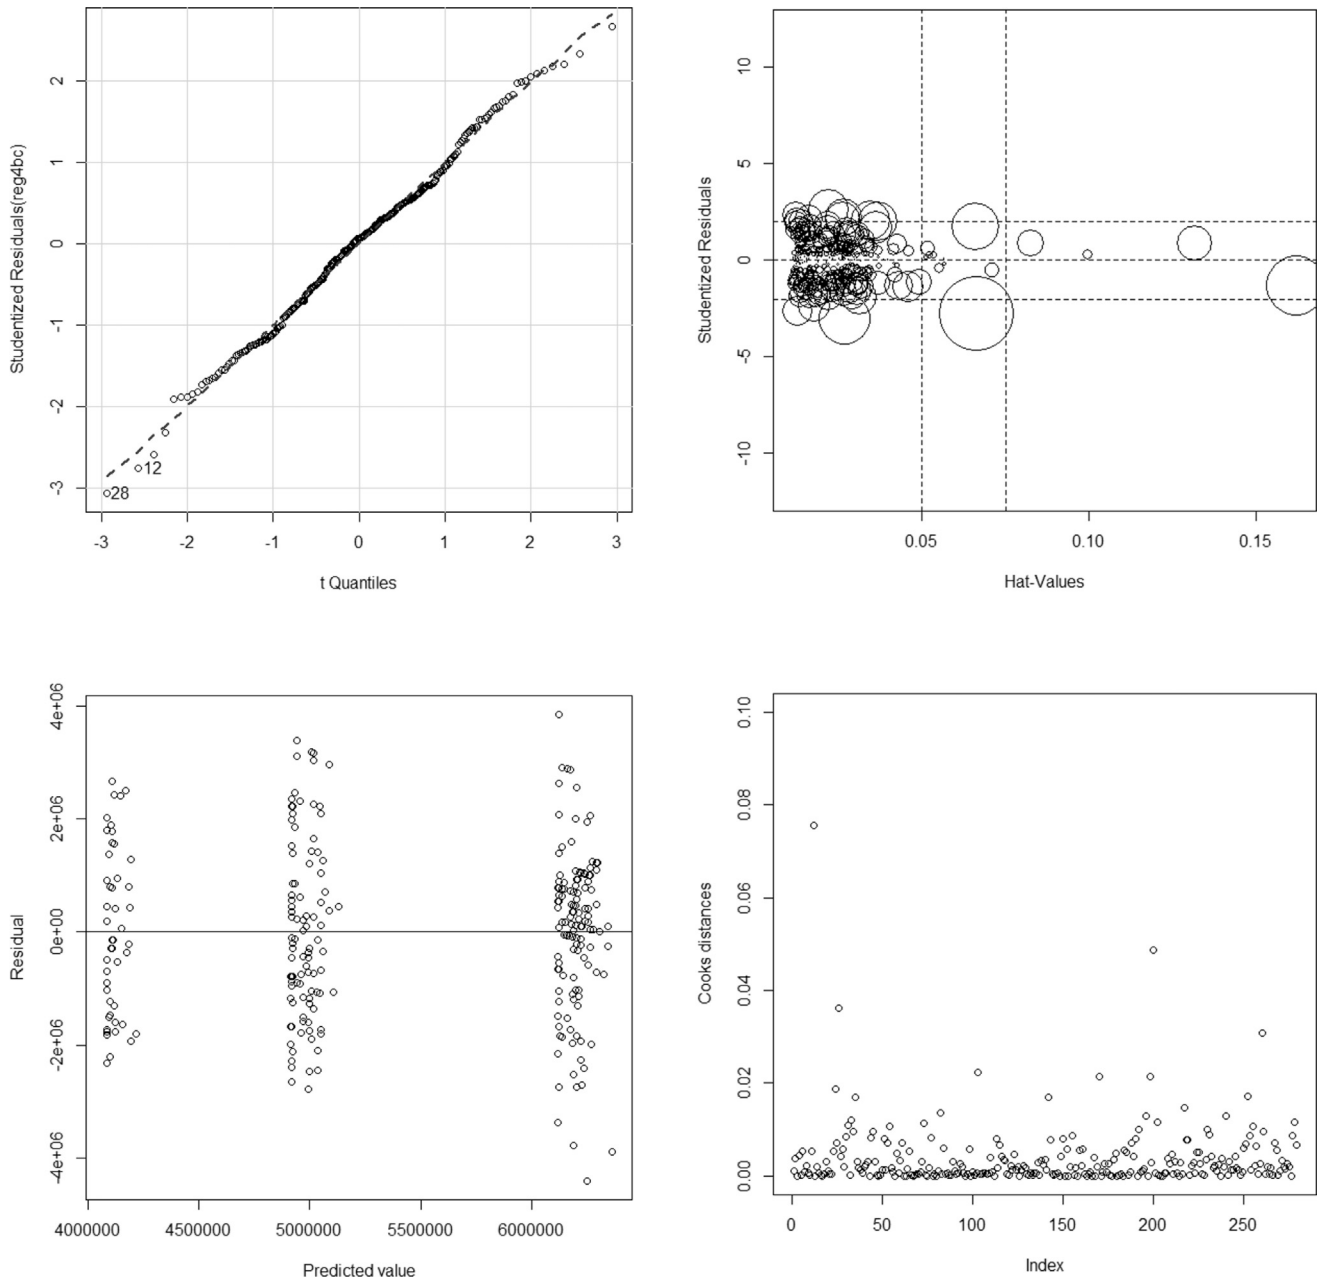 Studentized Residuals(reg4bc)
2
1
0
-1
-2
-3
12
28
-3 -2 -1 0 1 2 3
t Quantiles
Studentized Residuals
10
5
0
-5
-10
0.05 0.10 0.15
Hat-Values
Residual
4e+06
2e+06
0e+00
-2e+06
-4e+06
4000000 4500000 5000000 5500000 6000000
Predicted value
Cooks distances
0.10
0.08
0.06
0.04
0.02
0.00
0 50 100 150 200 250
Index